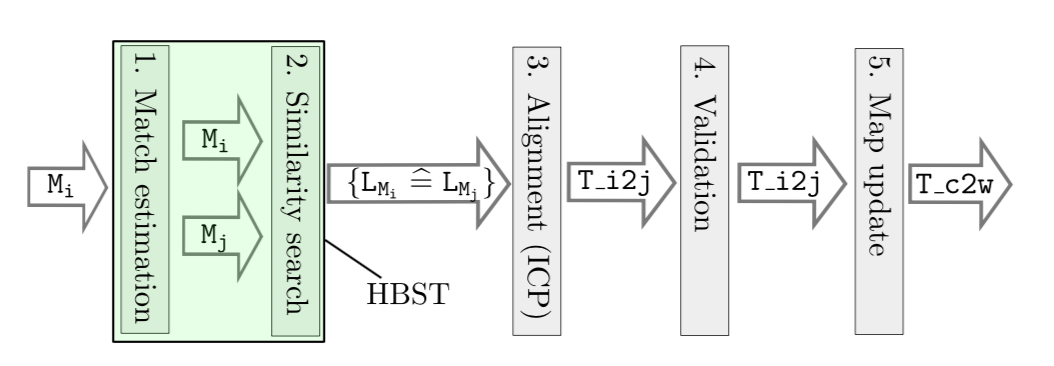 M_i
1. Match estimation
M_i
M_j
2. Similarity search
{L_{M_i} ≘ L_{M_j}}
HBST
3. Alignment (ICP)
T_i2j
4. Validation
T_i2j
5. Map update
T_c2w